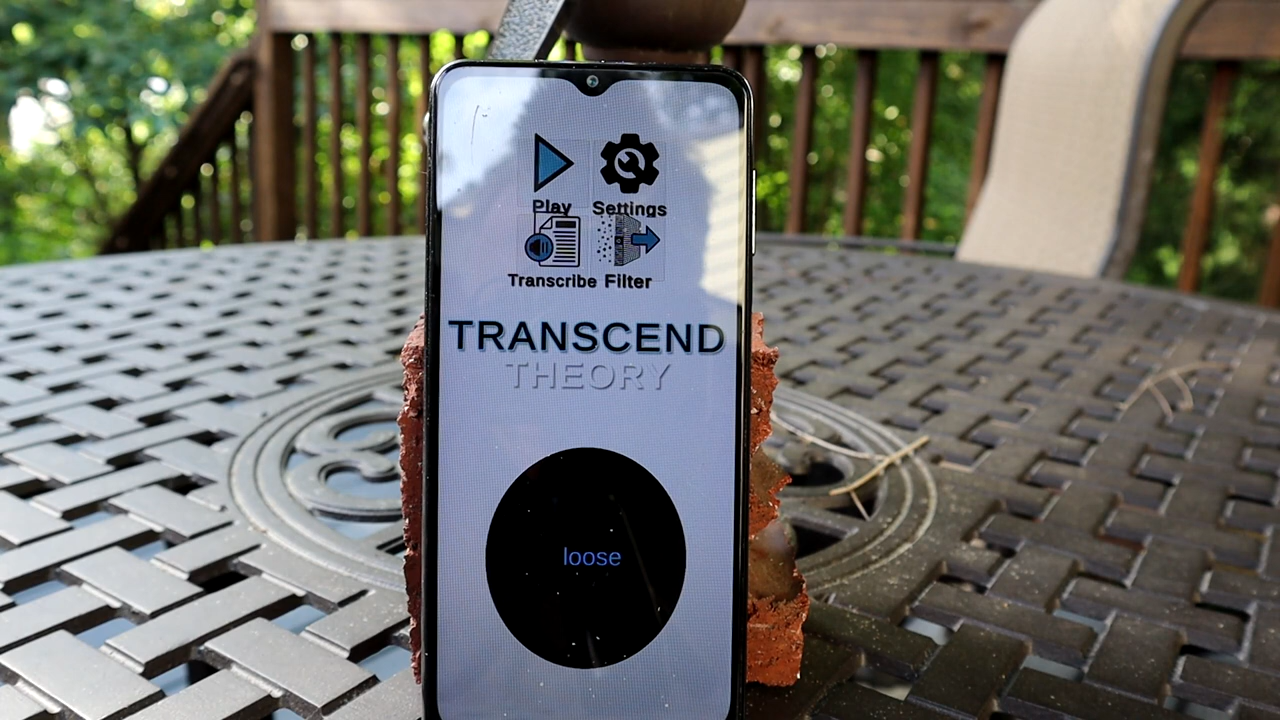 Play Settings
Transcribe Filter
TRANSCEND
THEORY
loose